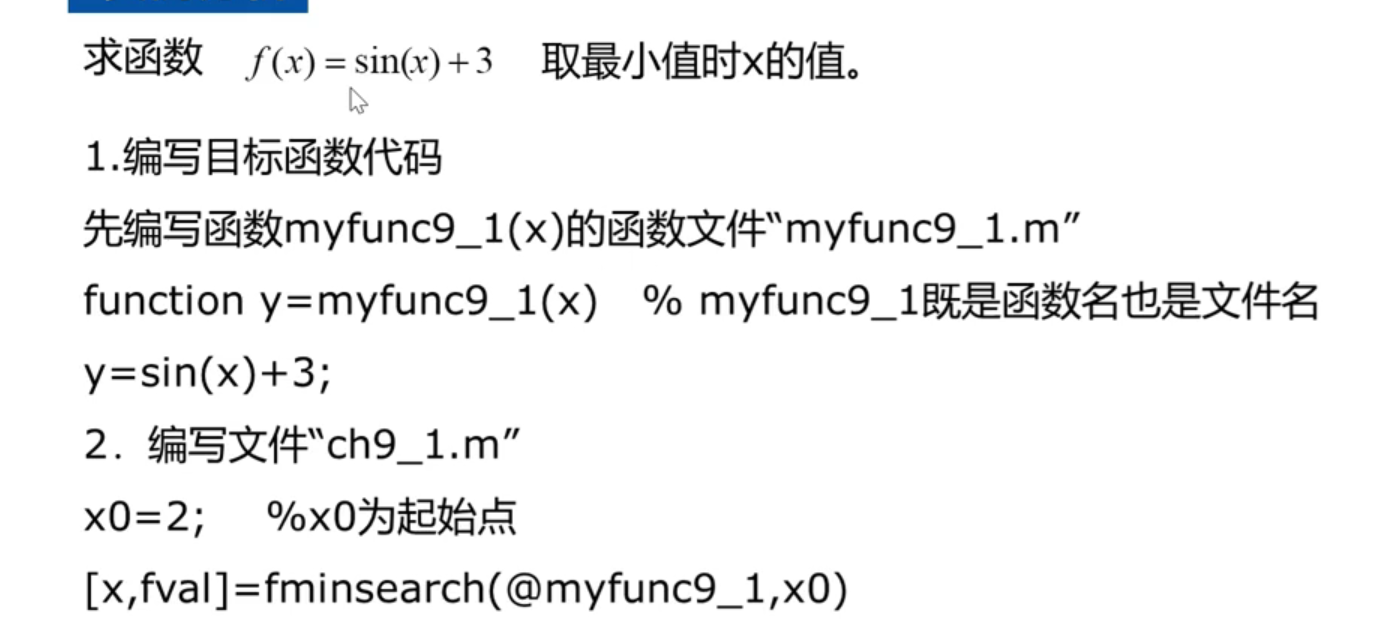 求函数 f(x)=sin(x)+3 取最小值时x的值。
1.编写目标函数代码
先编写函数myfunc9_1(x)的函数文件“myfunc9_1.m”
function y=myfunc9_1(x) % myfunc9_1既是函数名也是文件名
y=sin(x)+3;
2. 编写文件“ch9_1.m”
x0=2; %x0为起始点
[x,fval]=fminsearch(@myfunc9_1,x0)